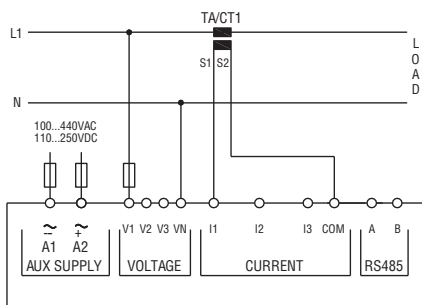 TA/CT1
L1
S1 S2
LOAD
N
100...440VAC
110...250VDC
V1 V2 V3 VN I1 I2 I3 COM A B
~ ~
-- +
A1 A2
AUX SUPPLY VOLTAGE CURRENT RS485